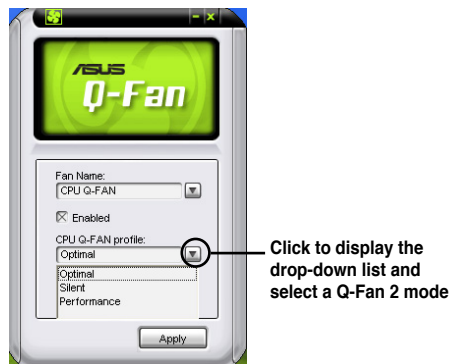 ASUS
Q-Fan
Fan Name:
CPU Q-FAN
Enabled
CPU Q-FAN profile:
Optimal
Optimal
Silent
Performance
Apply
Click to display the
drop-down list and
select a Q-Fan 2 mode